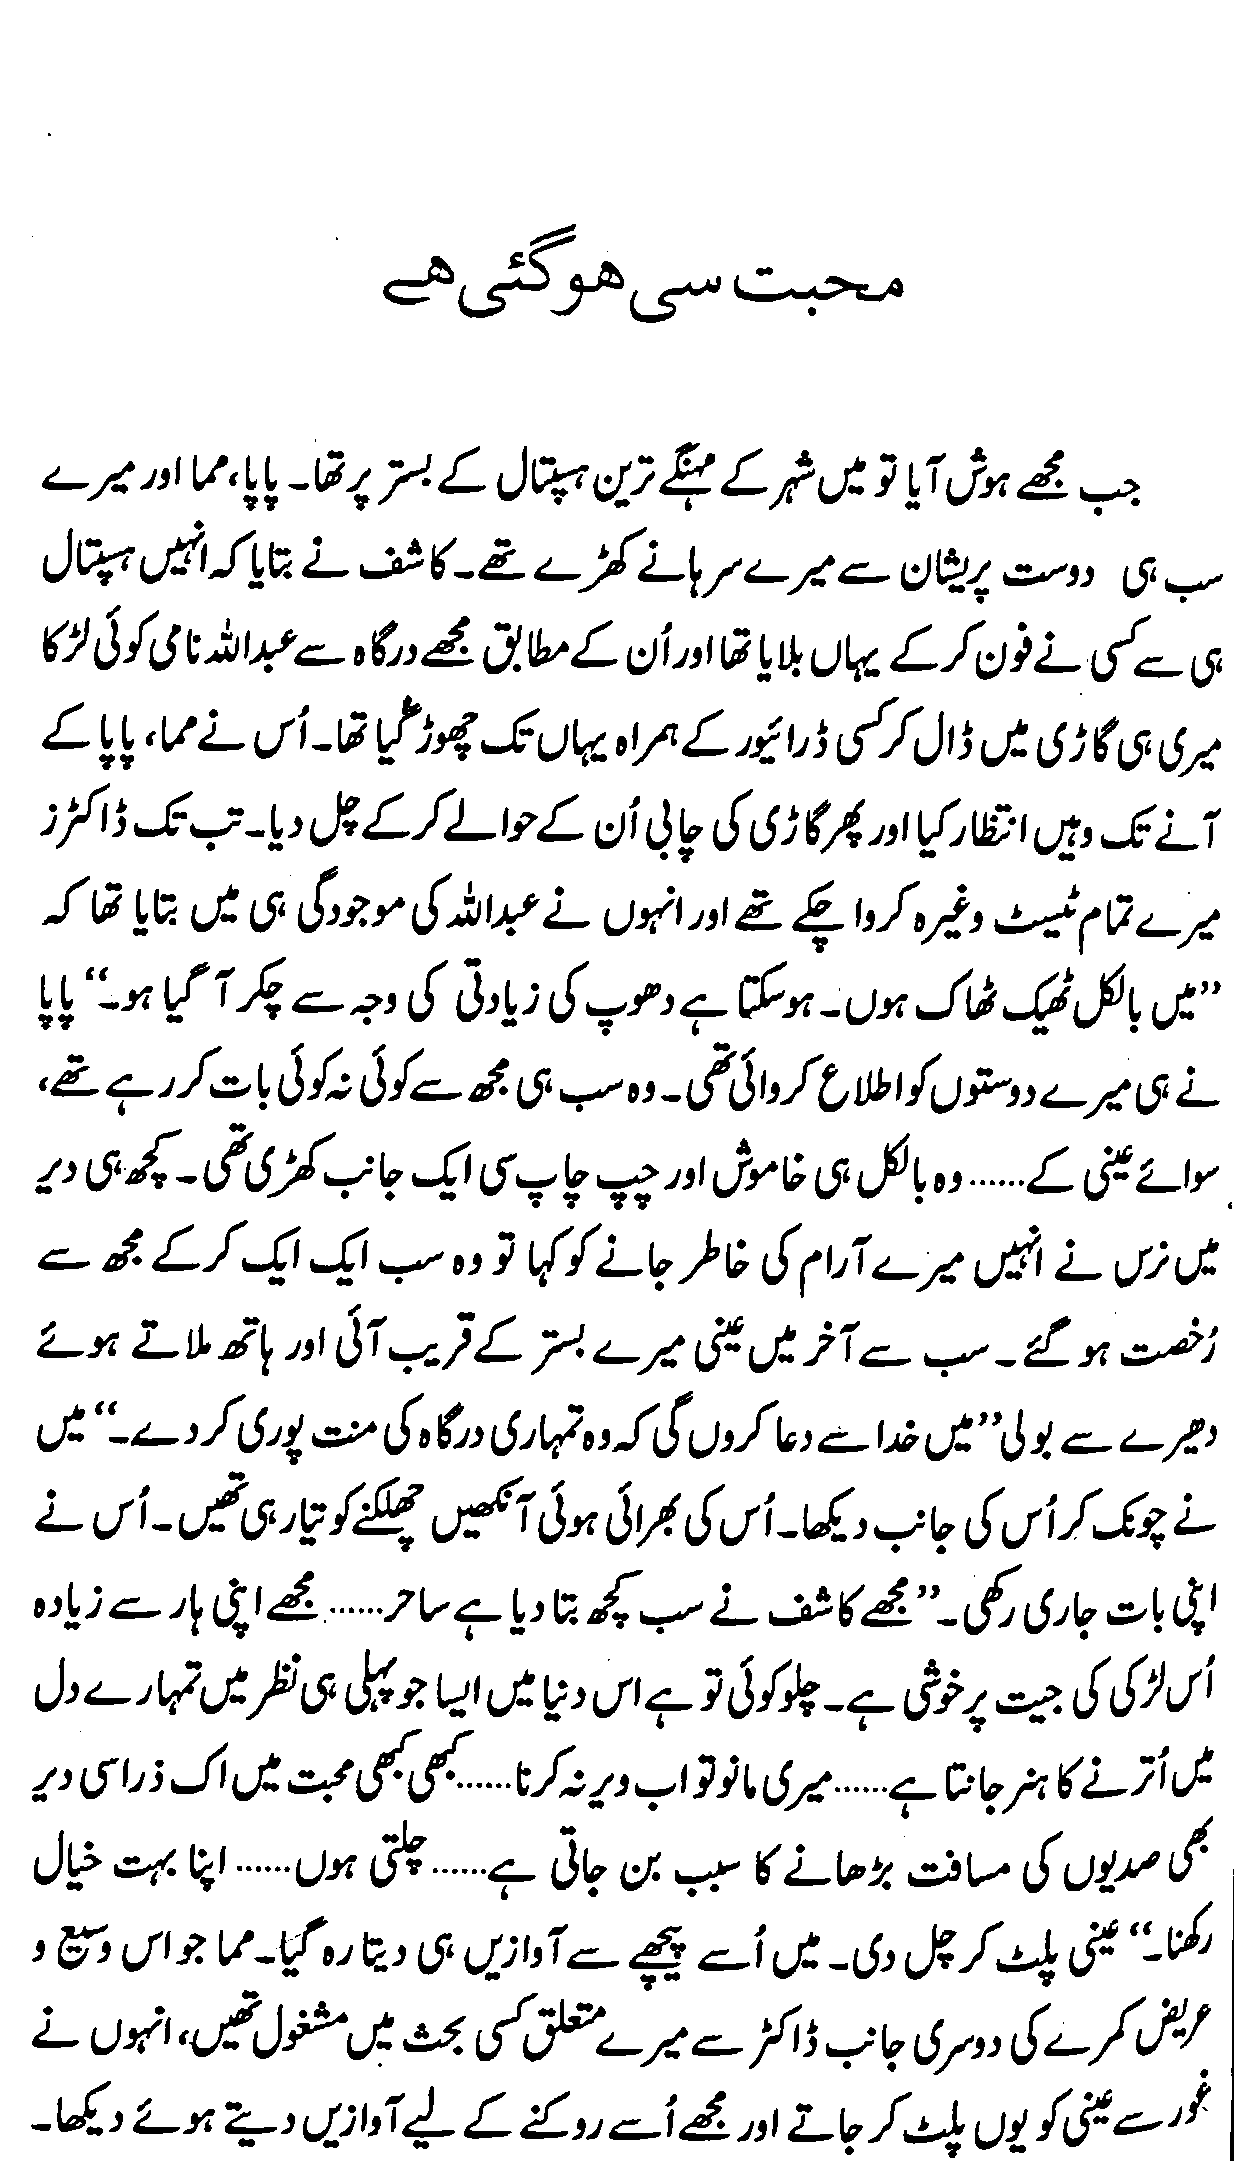 محبت سی ہو گئی ہے
جب مجھے ہوش آیا تو میں شہر کے مہنگے ترین ہسپتال کے بستر پر تھا۔ پاپا، مما اور میرے
سب ہی دوست پریشان سے میرے سرہانے کھڑے تھے۔ کاشف نے بتایا کہ انہیں ہسپتال
ہی سے کسی نے فون کر کے یہاں بلایا تھا اور اُن کے مطابق مجھے درگاہ سے عبداللہ نامی کوئی لڑکا
میری ہی گاڑی میں ڈال کر کسی ڈرائیور کے ہمراہ یہاں تک چھوڑ گیا تھا۔ اُس نے مما، پاپا کے
آنے تک وہیں انتظار کیا اور پھر گاڑی کی چابی اُن کے حوالے کر کے چل دیا۔ تب تک ڈاکٹرز
میرے تمام ٹیسٹ وغیرہ کروا چکے تھے اور انہوں نے عبداللہ کی موجودگی ہی میں بتایا تھا کہ
”میں بالکل ٹھیک ٹھاک ہوں۔ ہو سکتا ہے دھوپ کی زیادتی کی وجہ سے چکر آ گیا ہو۔“ پاپا
نے ہی میرے دوستوں کو اطلاع کروائی تھی۔ وہ سب ہی مجھ سے کوئی نہ کوئی بات کر رہے تھے،
سوائے عینی کے...... وہ بالکل ہی خاموش اور چپ چاپ سی ایک جانب کھڑی تھی۔ کچھ ہی دیر
میں نرس نے انہیں میرے آرام کی خاطر جانے کو کہا تو وہ سب ایک ایک کر کے مجھ سے
رُخصت ہو گئے۔ سب سے آخر میں عینی میرے بستر کے قریب آئی اور ہاتھ ملاتے ہوئے
دھیرے سے بولی ”میں خدا سے دعا کروں گی کہ وہ تمہاری درگاہ کی منت پوری کر دے۔“ میں
نے چونک کر اُس کی جانب دیکھا۔ اُس کی بھرائی ہوئی آنکھیں چھلکنے کو تیار ہی تھیں۔ اُس نے
اپنی بات جاری رکھی۔ ”مجھے کاشف نے سب کچھ بتا دیا ہے ساحر...... مجھے اپنی ہار سے زیادہ
اُس لڑکی کی جیت پر خوشی ہے۔ چلو کوئی تو ہے اس دنیا میں ایسا جو پہلی ہی نظر میں تمہارے دل
میں اُترنے کا ہنر جانتا ہے...... میری مانو تو اب دیر نہ کرنا...... کبھی کبھی محبت میں اک ذرا سی دیر
بھی صدیوں کی مسافت بڑھانے کا سبب بن جاتی ہے...... چلتی ہوں...... اپنا بہت خیال
رکھنا۔“ عینی پلٹ کر چل دی۔ میں اُسے پیچھے سے آوازیں ہی دیتا رہ گیا۔ مما جو اس وسیع و
عریض کمرے کی دوسری جانب ڈاکٹر سے میرے متعلق کسی بحث میں مشغول تھیں، انہوں نے
غور سے عینی کو یوں پلٹ کر جاتے اور مجھے اُسے روکنے کے لیے آوازیں دیتے ہوئے دیکھا۔